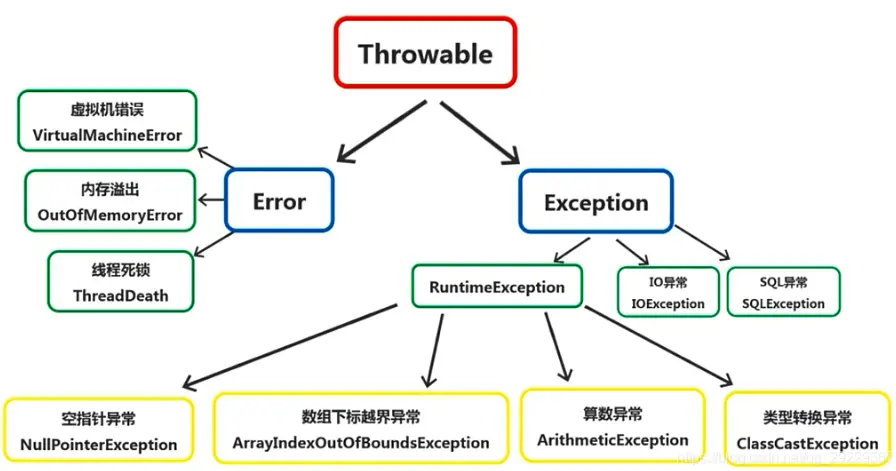 Throwable
虚拟机错误
VirtualMachineError
内存溢出
OutOfMemoryError
线程死锁
ThreadDeath
Error
Exception
RuntimeException
IO异常
IOException
SQL异常
SQLException
空指针异常
NullPointerException
数组下标越界异常
ArrayIndexOutOfBoundsException
算数异常
ArithmeticException
类型转换异常
ClassCastException